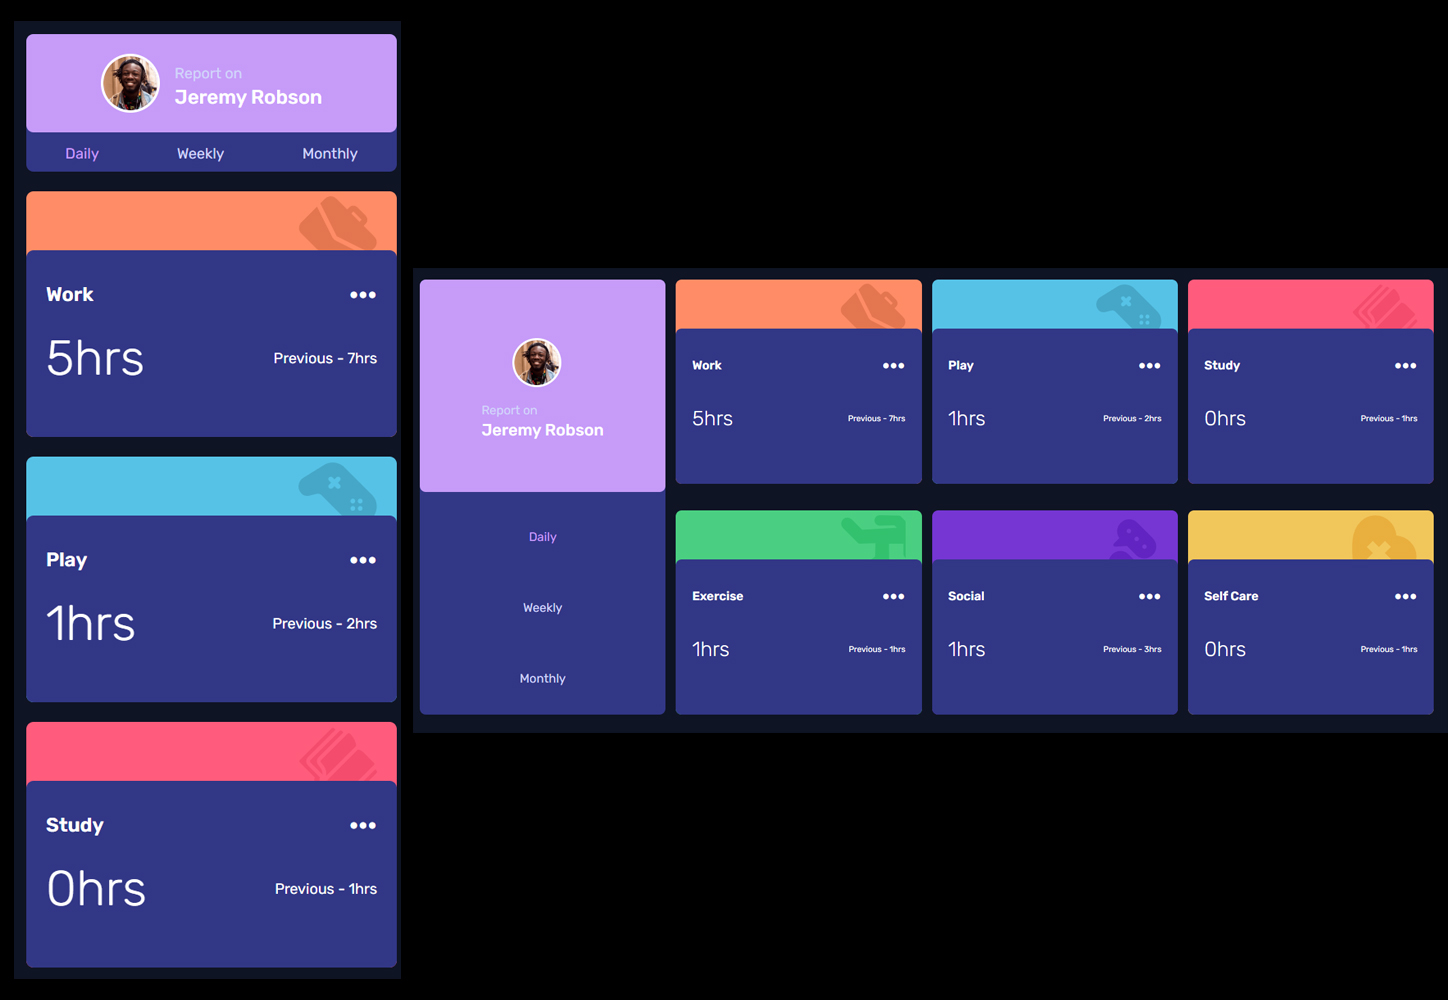 Report on
Jeremy Robson
Daily Weekly Monthly
Work
5hrs Previous - 7hrs
Play
1hrs Previous - 2hrs
Study
0hrs Previous - 1hrs
Report on
Jeremy Robson
Daily
Weekly
Monthly
Work
5hrs Previous - 7hrs
Play
1hrs Previous - 2hrs
Study
0hrs Previous - 1hrs
Exercise
1hrs Previous - 1hrs
Social
1hrs Previous - 3hrs
Self Care
0hrs Previous - 1hrs